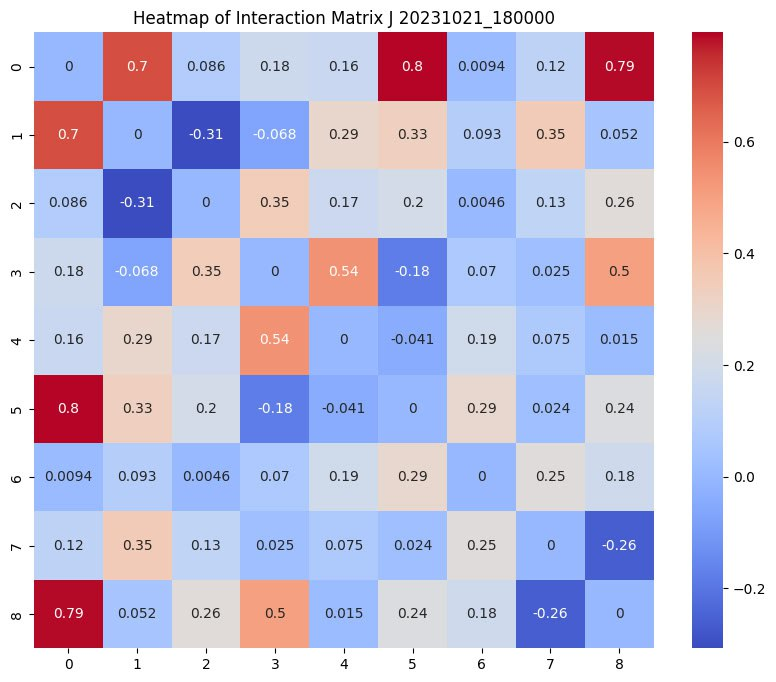 Heatmap of Interaction Matrix J 20231021_180000
0 0 0.7 0.086 0.18 0.16 0.8 0.0094 0.12 0.79
1 0.7 0 -0.31 -0.068 0.29 0.33 0.093 0.35 0.052
2 0.086 -0.31 0 0.35 0.17 0.2 0.0046 0.13 0.26
3 0.18 -0.068 0.35 0 0.54 -0.18 0.07 0.025 0.5
4 0.16 0.29 0.17 0.54 0 -0.041 0.19 0.075 0.015
5 0.8 0.33 0.2 -0.18 -0.041 0 0.29 0.024 0.24
6 0.0094 0.093 0.0046 0.07 0.19 0.29 0 0.25 0.18
7 0.12 0.35 0.13 0.025 0.075 0.024 0.25 0 -0.26
8 0.79 0.052 0.26 0.5 0.015 0.24 0.18 -0.26 0
0 1 2 3 4 5 6 7 8
0.6
0.4
0.2
0.0
-0.2